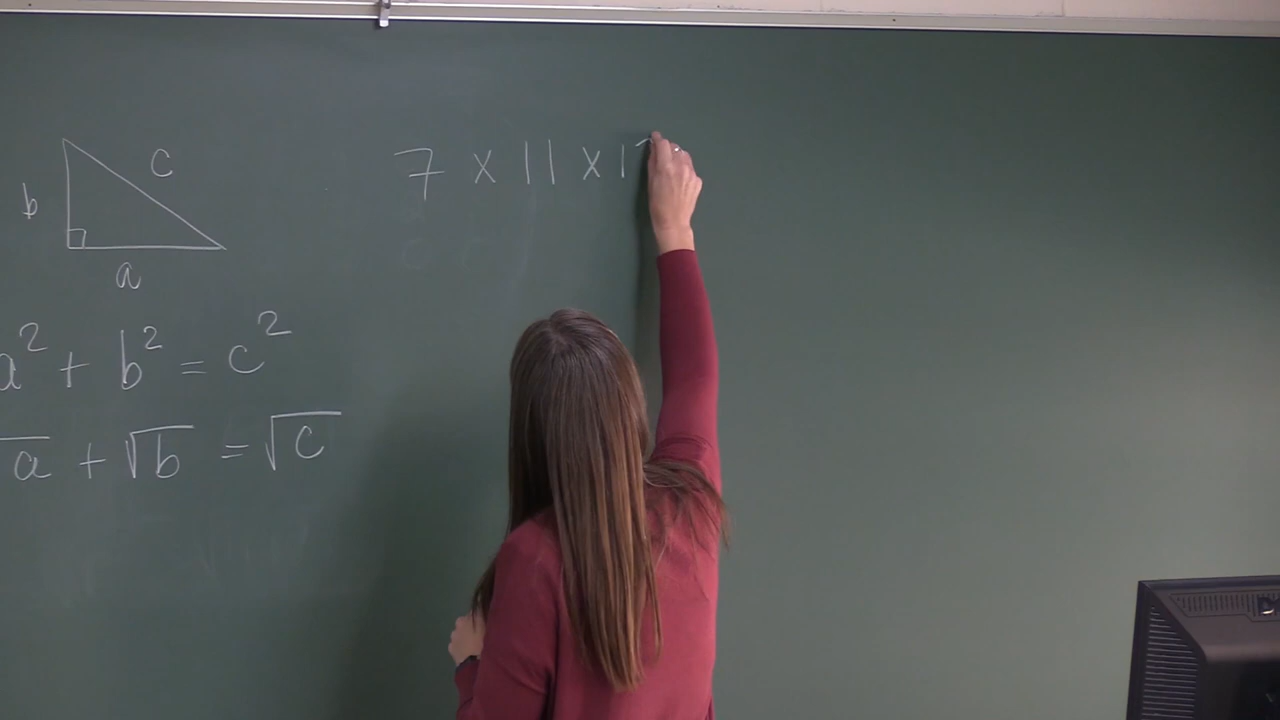 c
b
a
7 x 11 x 1
a² + b² = c²
a + √b = √c